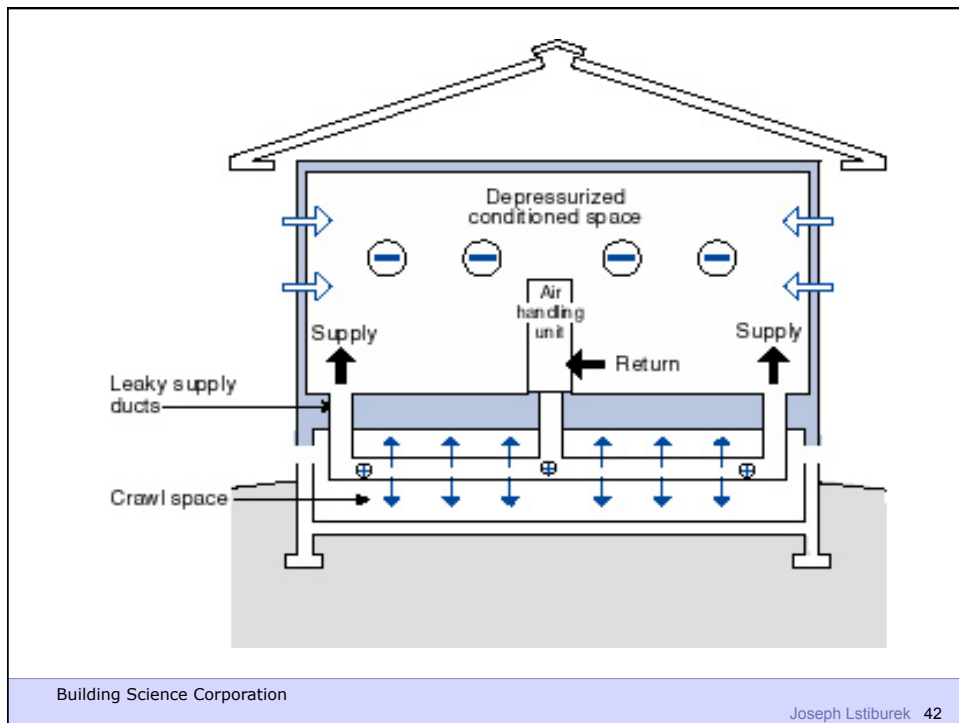 Depressurized
conditioned space
Air
handling
unit
Supply
Supply
Return
Leaky supply
ducts
Crawl space
Building Science Corporation
Joseph Lstiburek 42